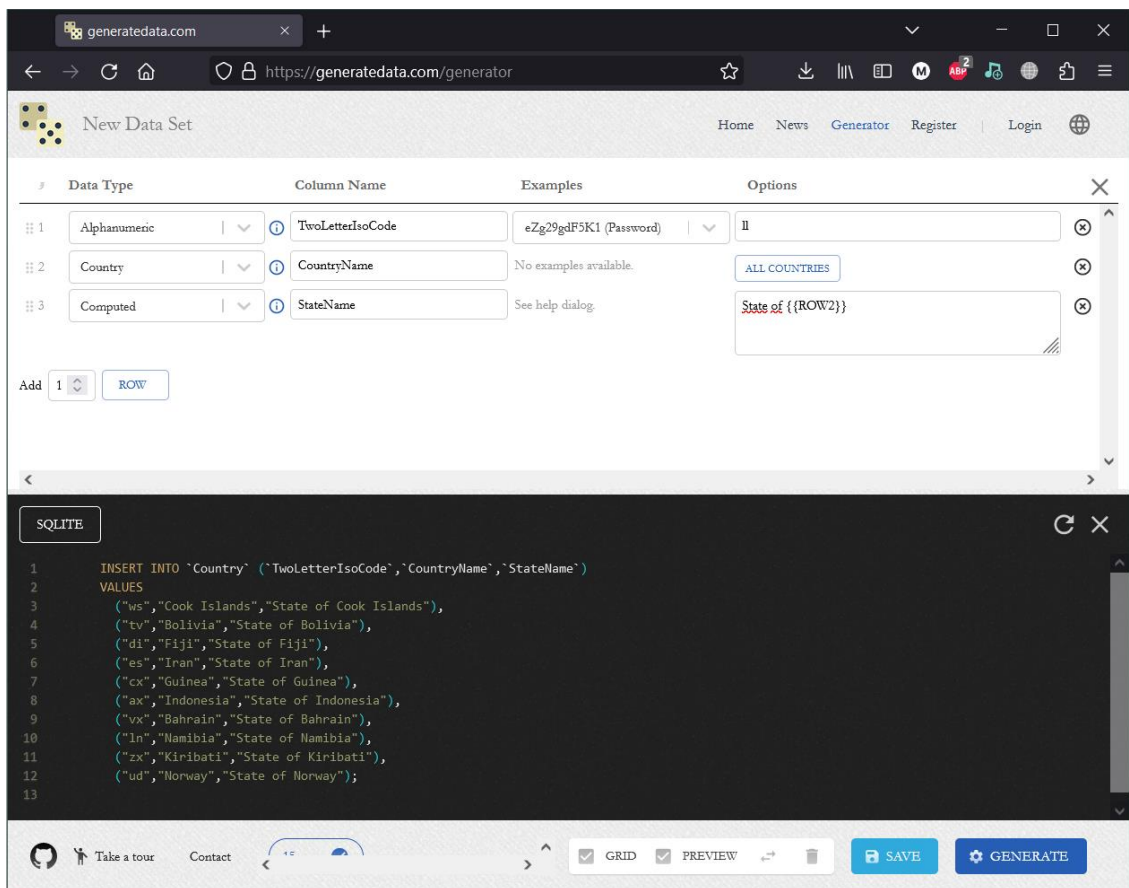 generatedata.com
https://generatedata.com/generator
M
ABP 2
New Data Set
Home News Generator Register | Login
Data Type Column Name Examples Options
1 Alphanumeric TwoLetterIsoCode eZg29gdF5K1 (Password) ll
2 Country CountryName No examples available. ALL COUNTRIES
3 Computed StateName See help dialog. State of {{ROW2}}
Add 1 ROW
SQLITE
1 INSERT INTO `Country` (`TwoLetterIsoCode`,`CountryName`,`StateName`)
2 VALUES
3 ("ws","Cook Islands","State of Cook Islands"),
4 ("tv","Bolivia","State of Bolivia"),
5 ("di","Fiji","State of Fiji"),
6 ("es","Iran","State of Iran"),
7 ("cx","Guinea","State of Guinea"),
8 ("ax","Indonesia","State of Indonesia"),
9 ("vx","Bahrain","State of Bahrain"),
10 ("ln","Namibia","State of Namibia"),
11 ("zx","Kiribati","State of Kiribati"),
12 ("ud","Norway","State of Norway");
13
Take a tour Contact GRID PREVIEW SAVE GENERATE